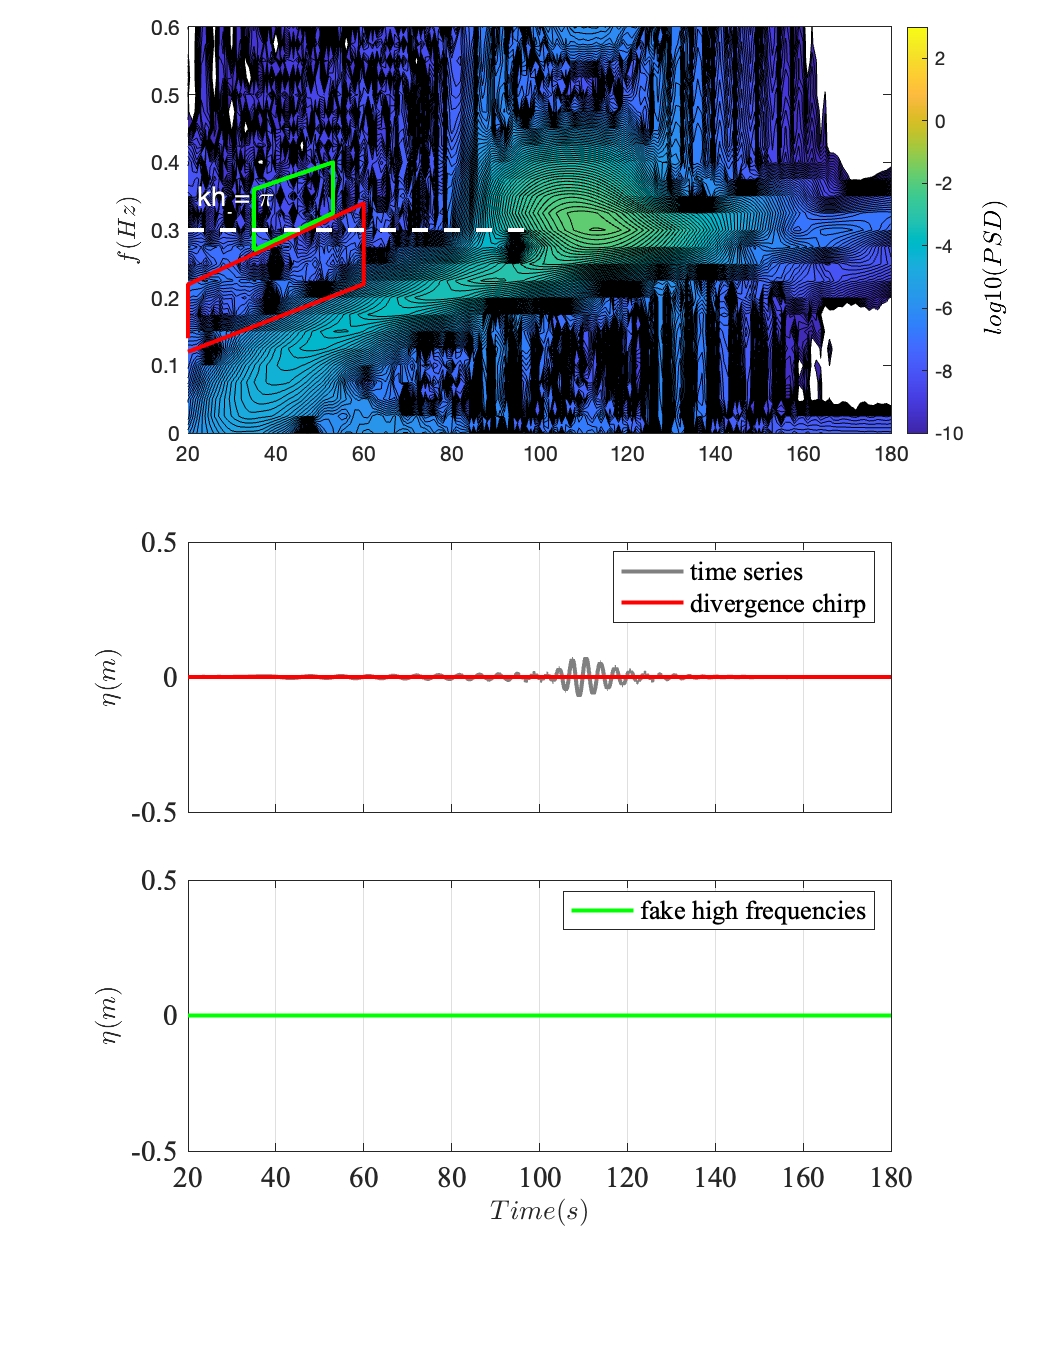 0.6
0.5
0.4
0.3
0.2
0.1
0
f(Hz)
kh = π
20 40 60 80 100 120 140 160 180
2
0
-2
-4
-6
-8
-10
log10(PSD)
0.5
0
-0.5
η(m)
time series
divergence chirp
0.5
0
-0.5
η(m)
fake high frequencies
20 40 60 80 100 120 140 160 180
Time(s)